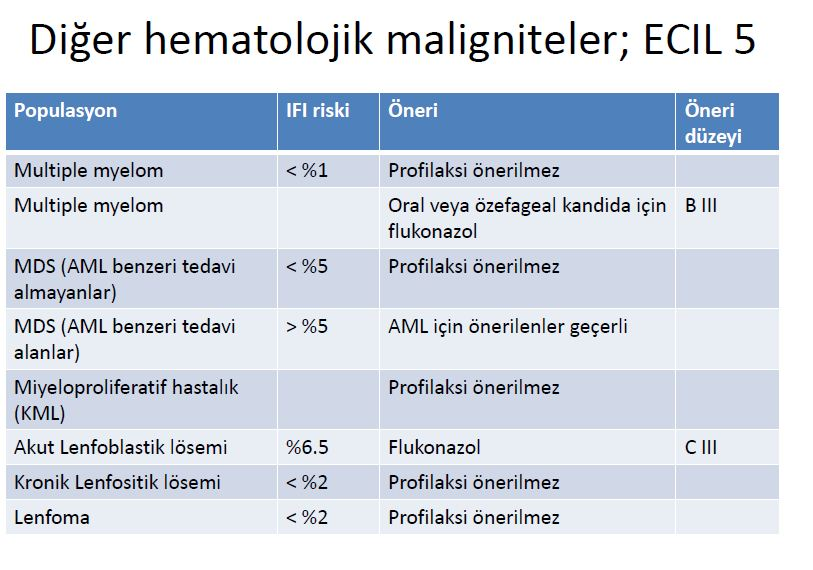 Diğer hematolojik maligniteler; ECIL 5
Populasyon IFI riski Öneri Öneri
düzeyi
Multiple myelom < %1 Profilaksi önerilmez
Multiple myelom Oral veya özefageal kandida için B III
flukonazol
MDS (AML benzeri tedavi < %5 Profilaksi önerilmez
almayanlar)
MDS (AML benzeri tedavi > %5 AML için önerilenler geçerli
alanlar)
Miyeloproliferatif hastalık Profilaksi önerilmez
(KML)
Akut Lenfoblastik lösemi %6.5 Flukonazol C III
Kronik Lenfositik lösemi < %2 Profilaksi önerilmez
Lenfoma < %2 Profilaksi önerilmez